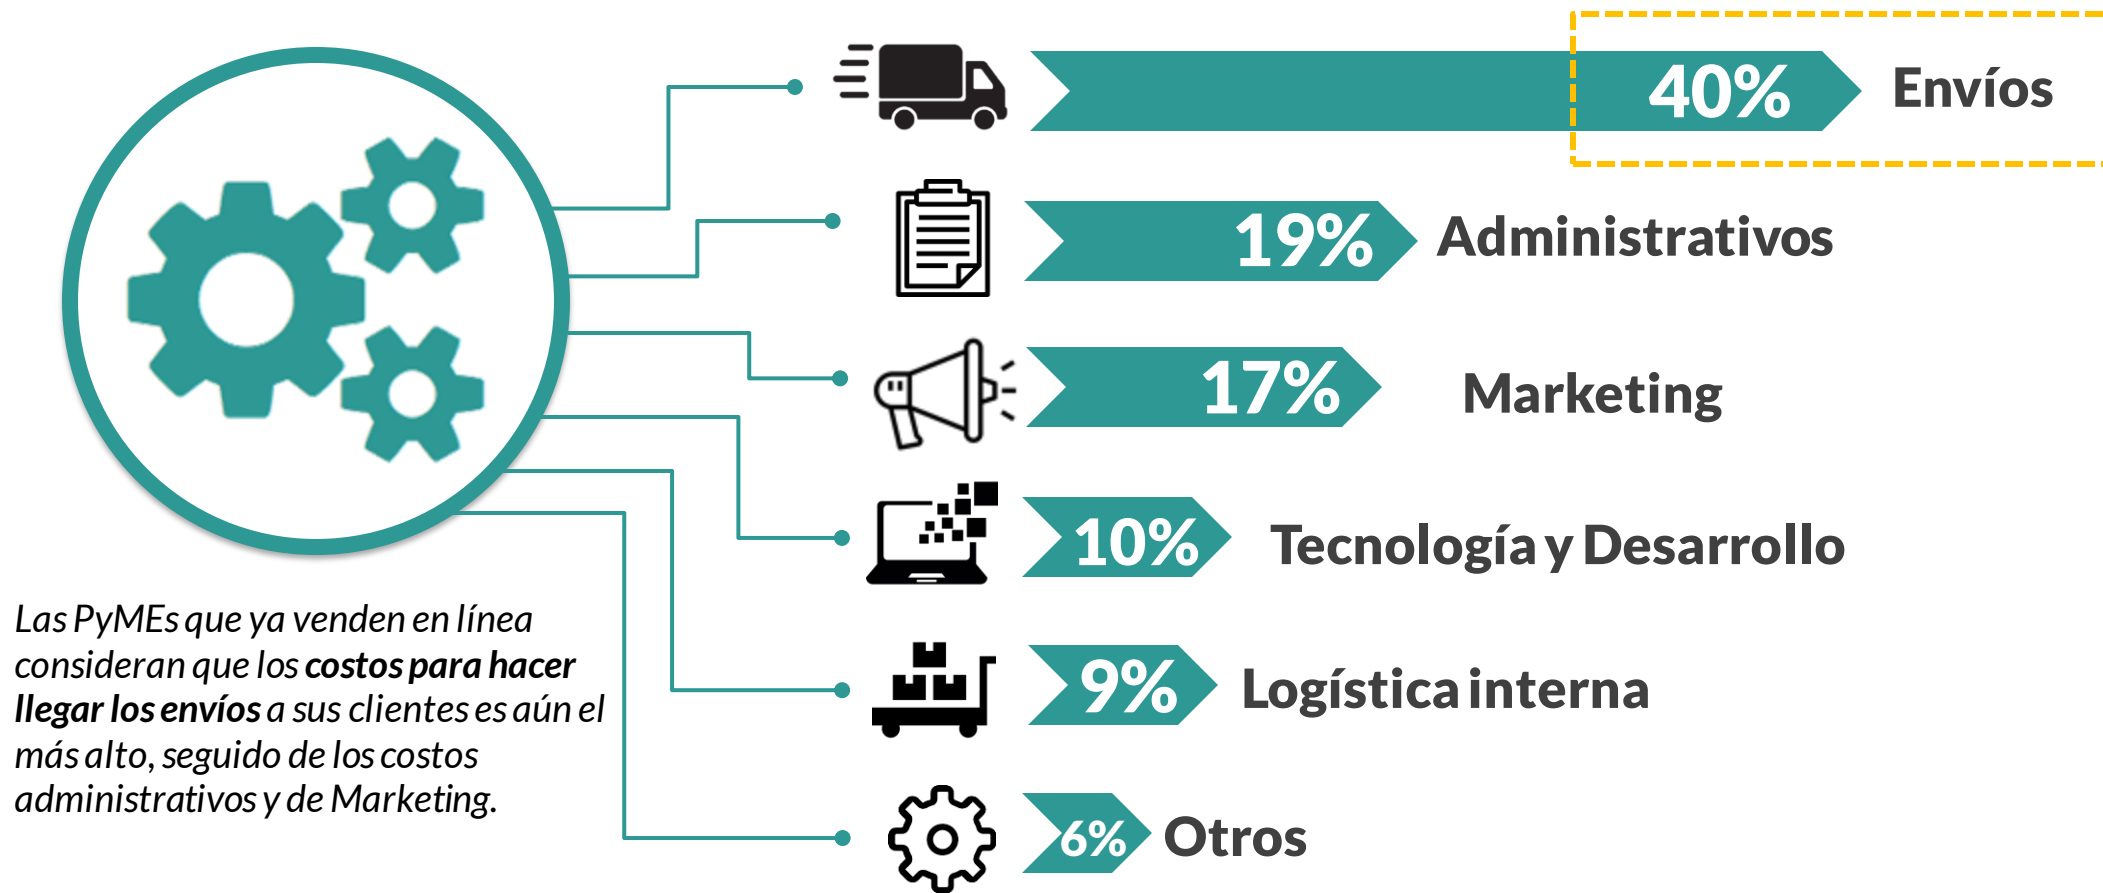 40% Envíos
19% Administrativos
17% Marketing
10% Tecnología y Desarrollo
9% Logística interna
6% Otros
Las PyMEs que ya venden en línea
consideran que los costos para hacer
llegar los envíos a sus clientes es aún el
más alto, seguido de los costos
administrativos y de Marketing.